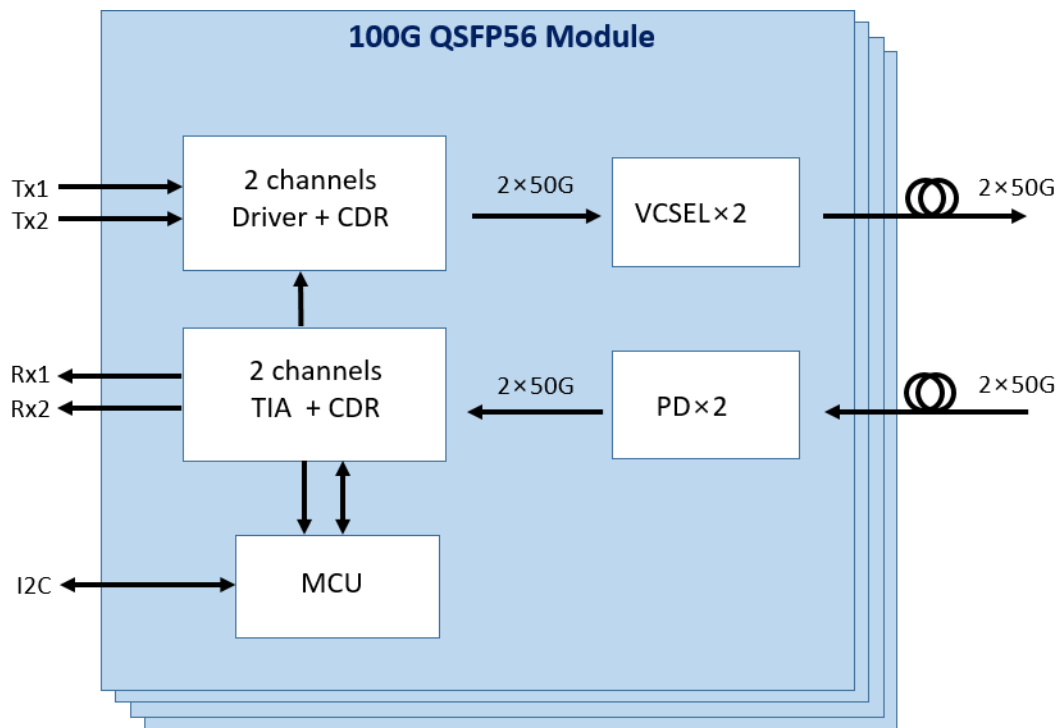 100G QSFP56 Module
Tx1
Tx2
2 channels
Driver + CDR
2×50G
VCSEL×2
2×50G
Rx1
Rx2
2 channels
TIA + CDR
2×50G
PD×2
2×50G
I2C
MCU